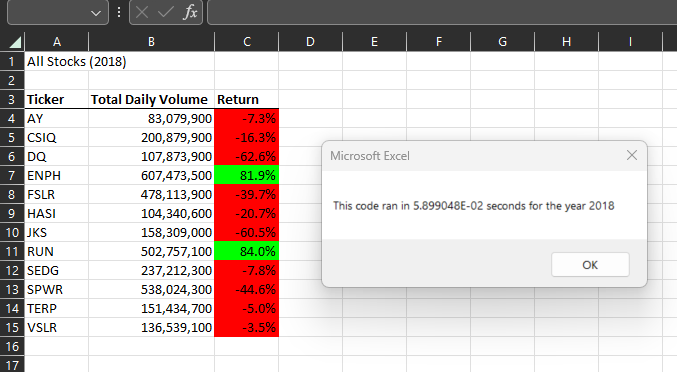 fx
A B C D E F G H I
1 All Stocks (2018)
2
3 Ticker Total Daily Volume Return
4 AY 83,079,900 -7.3%
5 CSIQ 200,879,900 -16.3%
6 DQ 107,873,900 -62.6%
7 ENPH 607,473,500 81.9%
8 FSLR 478,113,900 -39.7%
9 HASI 104,340,600 -20.7%
10 JKS 158,309,000 -60.5%
11 RUN 502,757,100 84.0%
12 SEDG 237,212,300 -7.8%
13 SPWR 538,024,300 -44.6%
14 TERP 151,434,700 -5.0%
15 VSLR 136,539,100 -3.5%
16
17
Microsoft Excel
This code ran in 5.899048E-02 seconds for the year 2018
OK